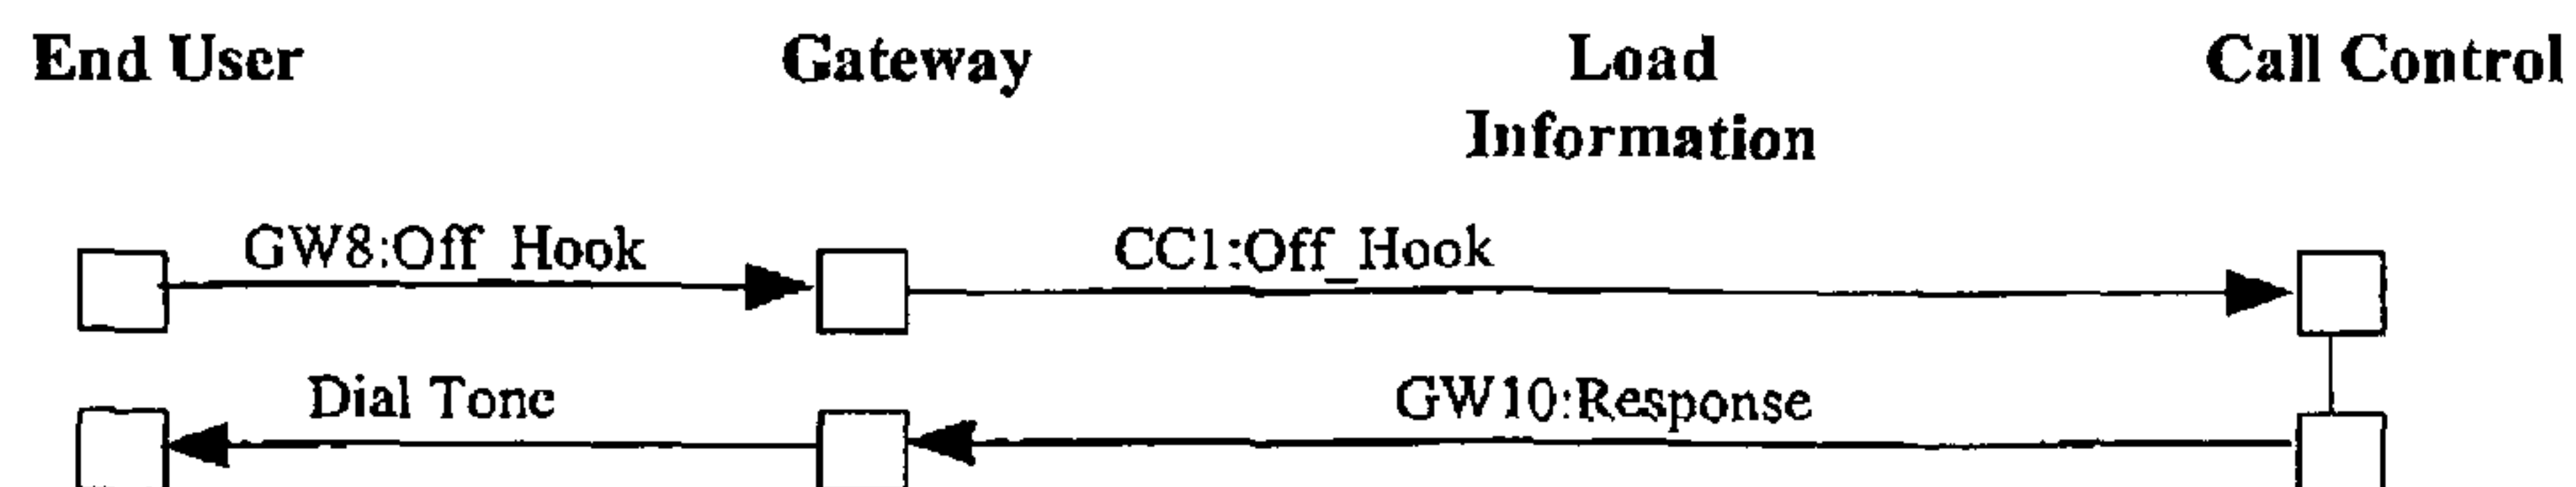 End User
Gateway
Load
Information
Call Control
GW8:Off_Hook
CC1:Off_Hook
Dial Tone
GW10:Response